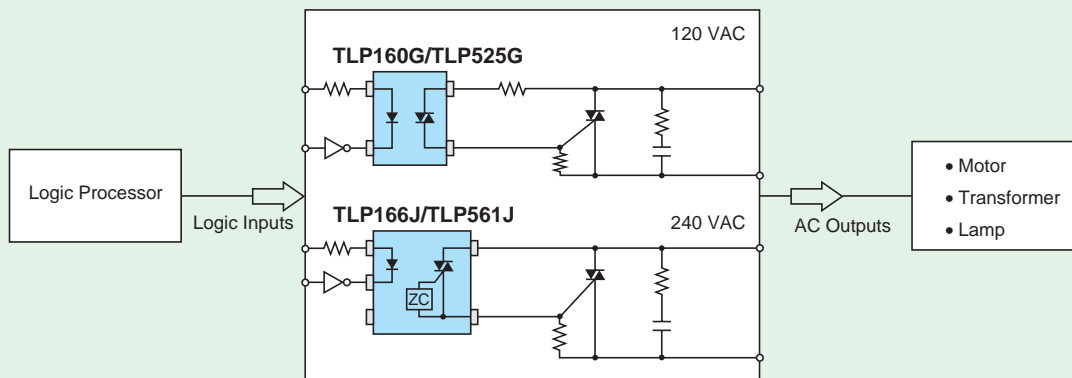 120 VAC
TLP160G/TLP525G
Logic Processor
Logic Inputs
TLP166J/TLP561J
240 VAC
ZC
AC Outputs
• Motor
• Transformer
• Lamp